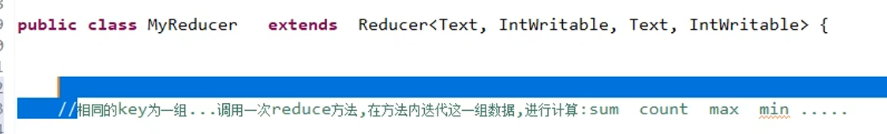 public class MyReducer   extends  Reducer<Text, IntWritable, Text, IntWritable> {
//相同的key为一组...调用一次reduce方法,在方法内迭代这一组数据,进行计算:sum  count  max  min .....